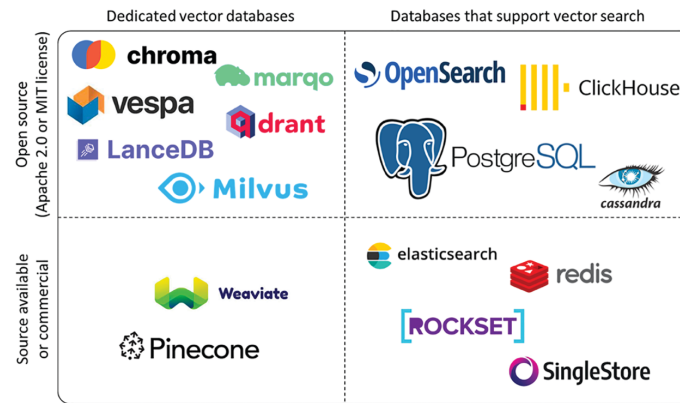 Dedicated vector databases
Databases that support vector search
Open source
(Apache 2.0 or MIT license)
chroma
marqo
vespa
qdrant
LanceDB
Milvus
OpenSearch
ClickHouse
PostgreSQL
cassandra
Source available
or commercial
Weaviate
Pinecone
elasticsearch
redis
[ROCKSET]
SingleStore